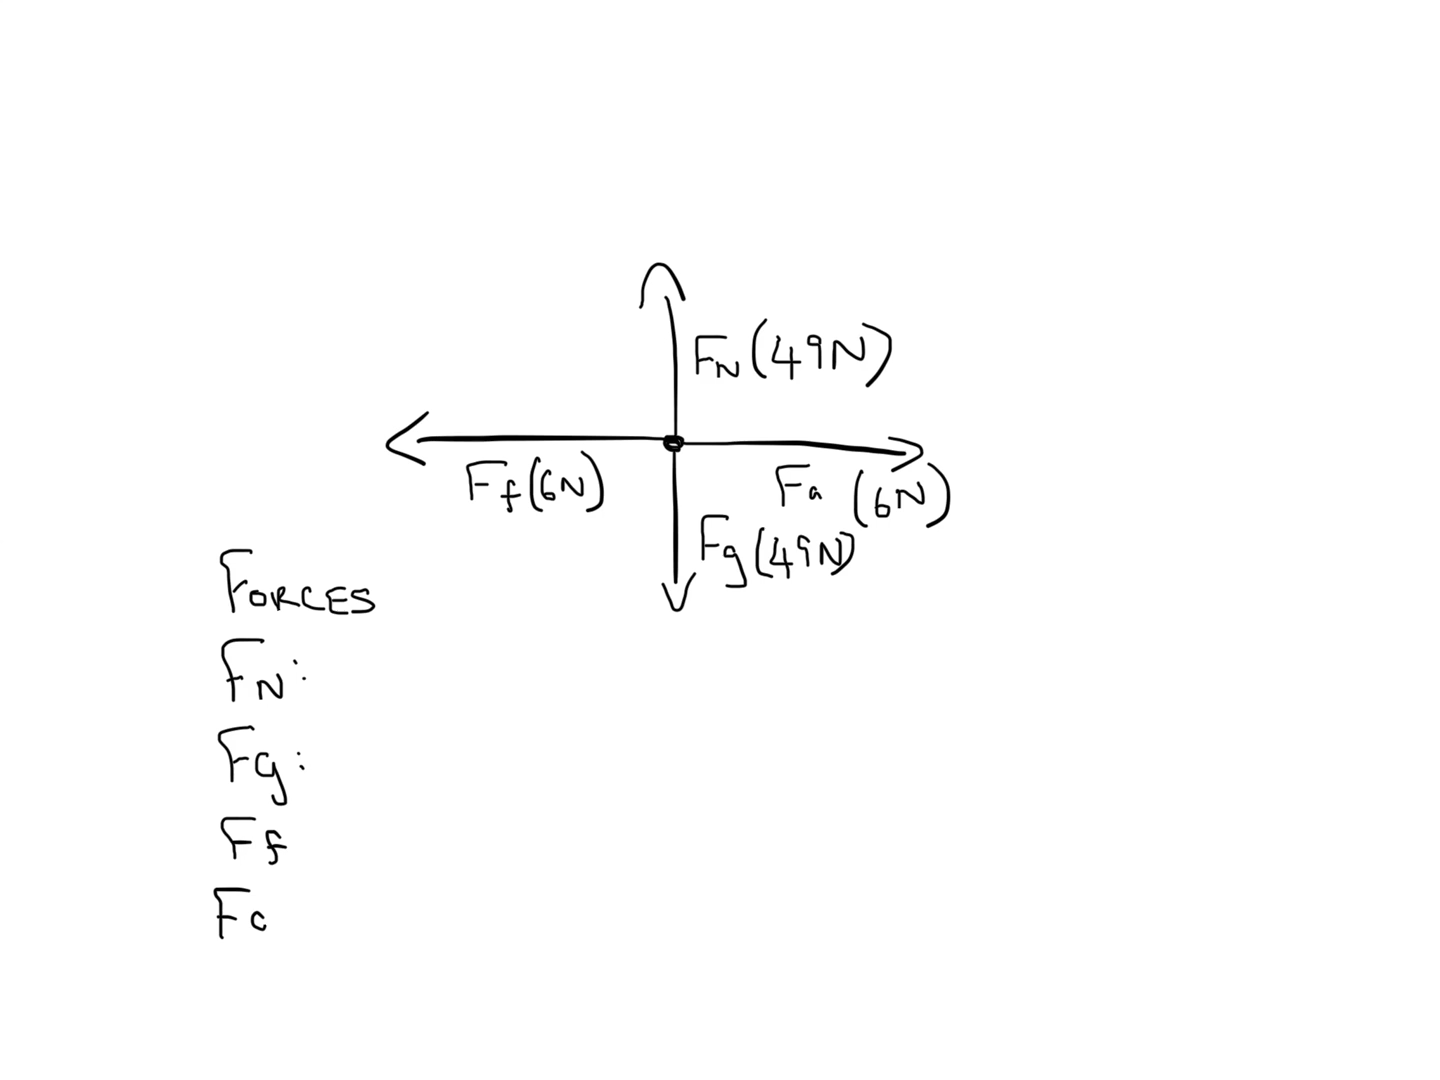 FN (49N)
Ff (6N)
Fa (6N)
Fg (49N)
FORCES
FN:
Fg:
Ff
Fc